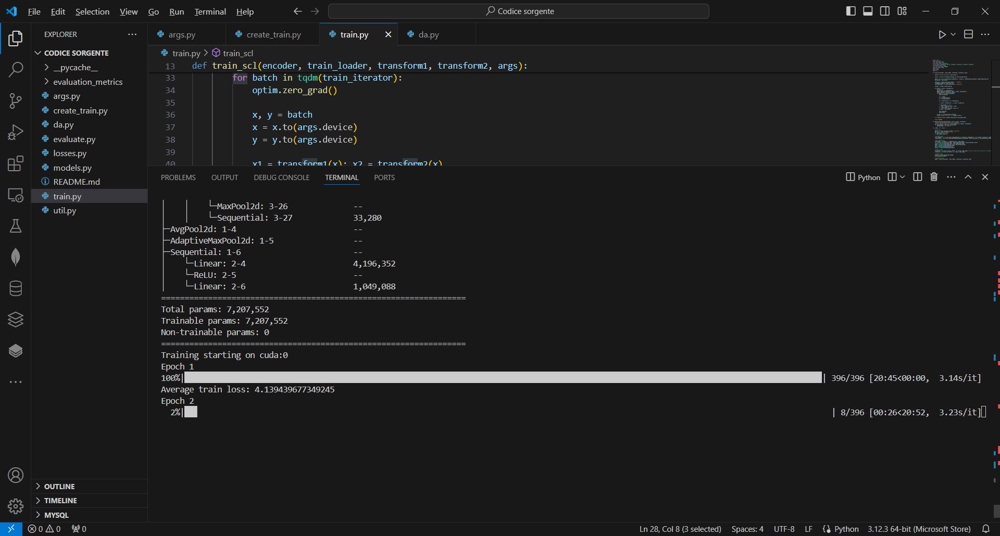 File Edit Selection View Go Run Terminal Help
Codice sorgente
EXPLORER
args.py
create_train.py
train.py
da.py
CODICE SORGENTE
__pycache__
evaluation_metrics
args.py
create_train.py
da.py
evaluate.py
losses.py
models.py
README.md
train.py
util.py
OUTLINE
TIMELINE
MYSQL
train.py > train_scl
13 def train_scl(encoder, train_loader, transform1, transform2, args):
33 for batch in tqdm(train_iterator):
34 optim.zero_grad()
35
36 x, y = batch
37 x = x.to(args.device)
38 y = y.to(args.device)
39
40 x1 = transform1(x); x2 = transform2(x)
PROBLEMS OUTPUT DEBUG CONSOLE TERMINAL PORTS
Python
└─MaxPool2d: 3-26 --
└─Sequential: 3-27 33,280
├─AvgPool2d: 1-4 --
├─AdaptiveMaxPool2d: 1-5 --
├─Sequential: 1-6 --
└─Linear: 2-4 4,196,352
└─ReLU: 2-5 --
└─Linear: 2-6 1,049,088
=================================================================
Total params: 7,207,552
Trainable params: 7,207,552
Non-trainable params: 0
=================================================================
Training starting on cuda:0
Epoch 1
100%| | 396/396 [20:45<00:00, 3.14s/it]
Average train loss: 4.139439677349245
Epoch 2
2%| | 8/396 [00:26<20:52, 3.23s/it]
0 0 0
Ln 28, Col 8 (3 selected) Spaces: 4 UTF-8 LF Python 3.12.3 64-bit (Microsoft Store)